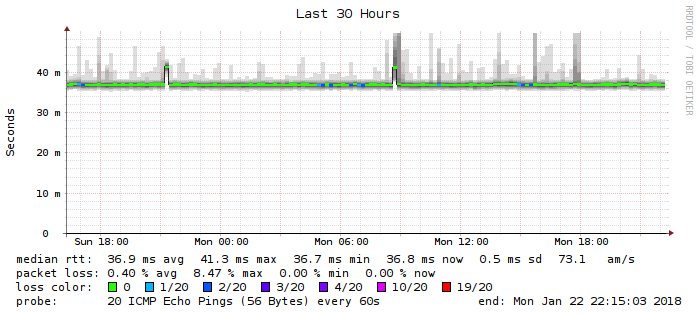 Last 30 Hours
RRDTOOL / TOBI OETIKER
Seconds
40 m
30 m
20 m
10 m
0
Sun 18:00 Mon 00:00 Mon 06:00 Mon 12:00 Mon 18:00
median rtt: 36.9 ms avg 41.3 ms max 36.7 ms min 36.8 ms now 0.5 ms sd 73.1 am/s
packet loss: 0.40 % avg 8.47 % max 0.00 % min 0.00 % now
loss color: 0 1/20 2/20 3/20 4/20 10/20 19/20
probe: 20 ICMP Echo Pings (56 Bytes) every 60s end: Mon Jan 22 22:15:03 2018